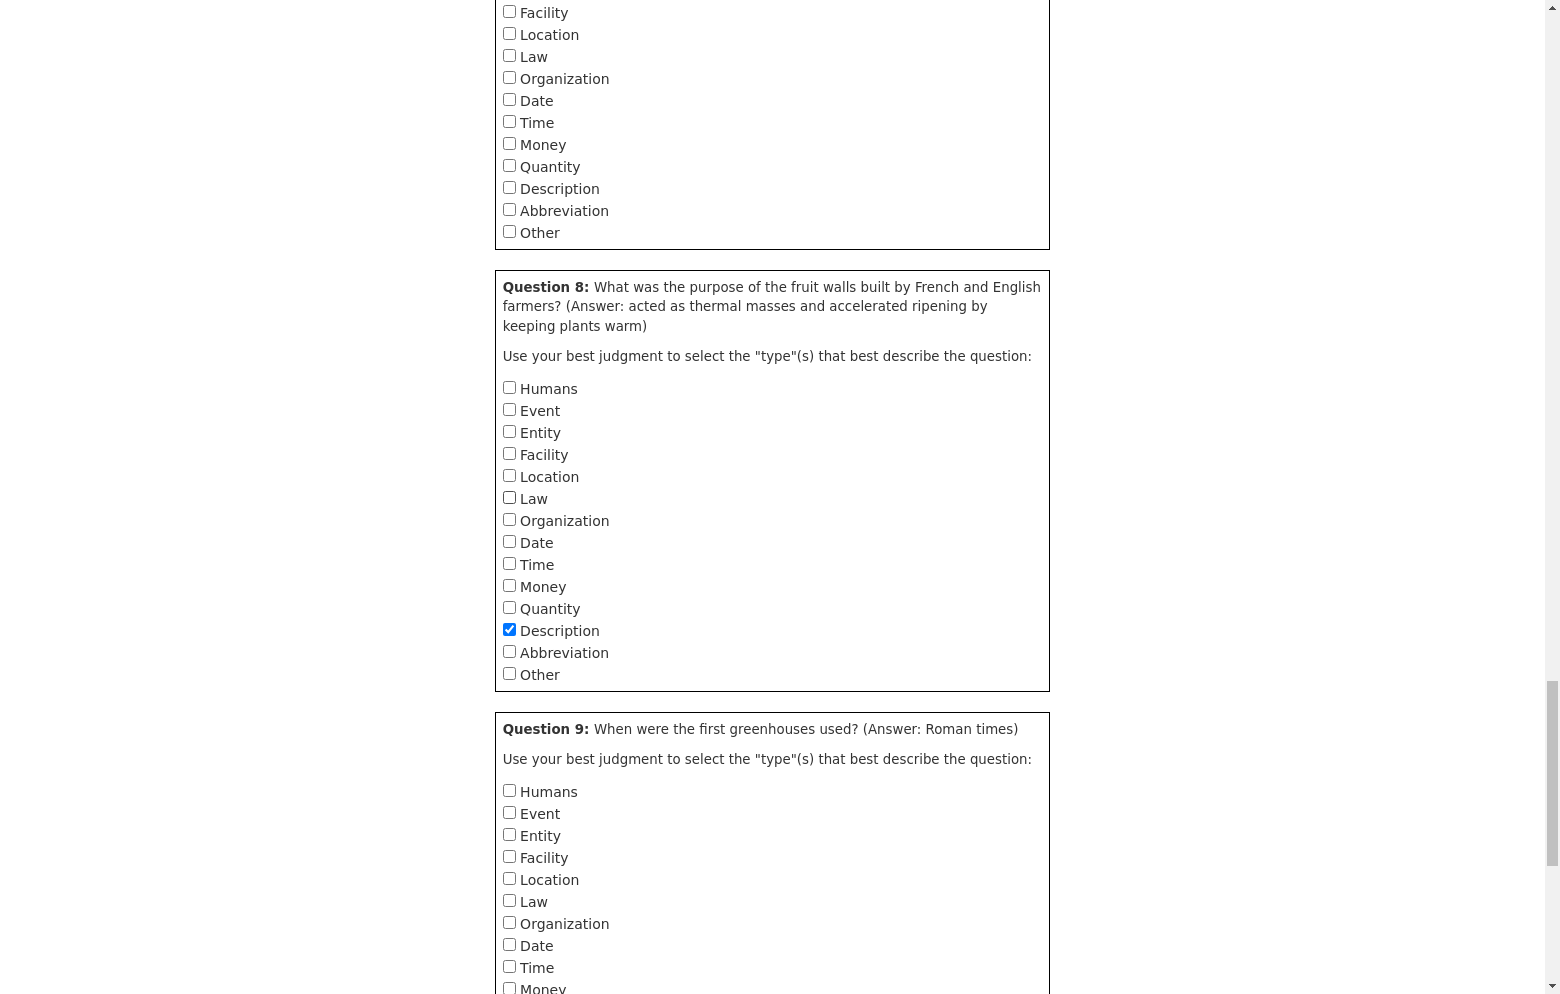 Facility
Location
Law
Organization
Date
Time
Money
Quantity
Description
Abbreviation
Other
Question 8: What was the purpose of the fruit walls built by French and English
farmers? (Answer: acted as thermal masses and accelerated ripening by
keeping plants warm)
Use your best judgment to select the "type"(s) that best describe the question:
Humans
Event
Entity
Facility
Location
Law
Organization
Date
Time
Money
Quantity
Description
Abbreviation
Other
Question 9: When were the first greenhouses used? (Answer: Roman times)
Use your best judgment to select the "type"(s) that best describe the question:
Humans
Event
Entity
Facility
Location
Law
Organization
Date
Time
Money